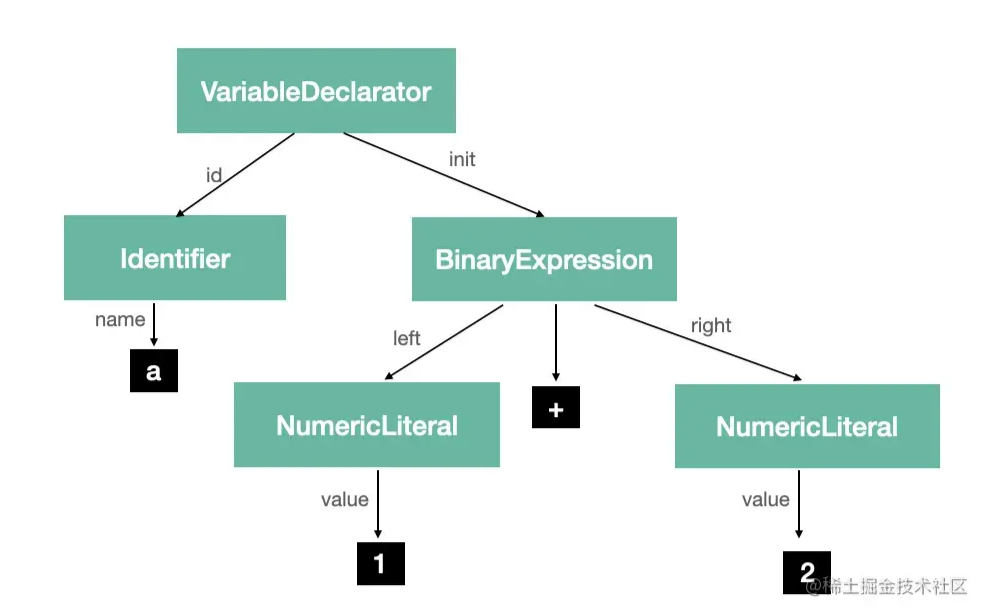 VariableDeclarator
id
init
Identifier
BinaryExpression
name
left
right
a
+
NumericLiteral
NumericLiteral
value
value
1
2
@稀土掘金技术社区